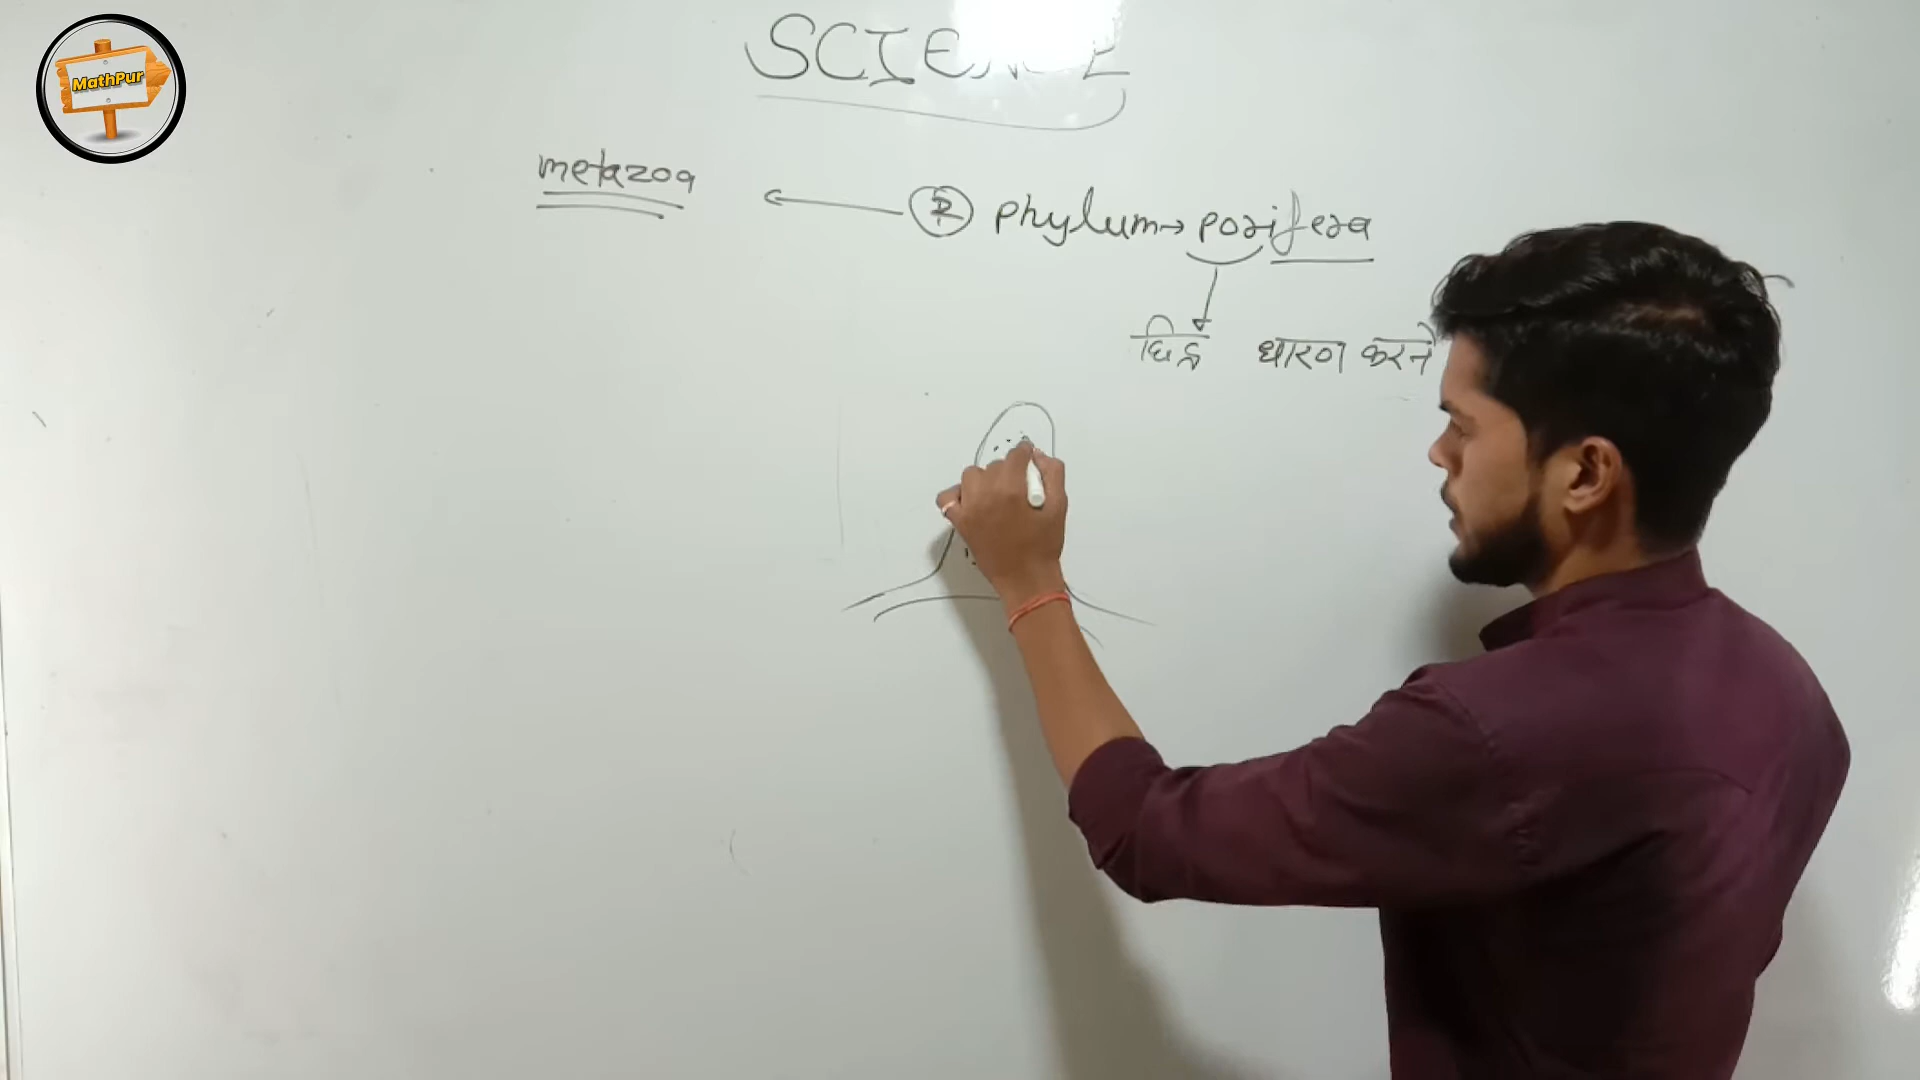 MathPur
SCIENCE
metazoa ← ② phylum → porifera
छिद्र धारण करने